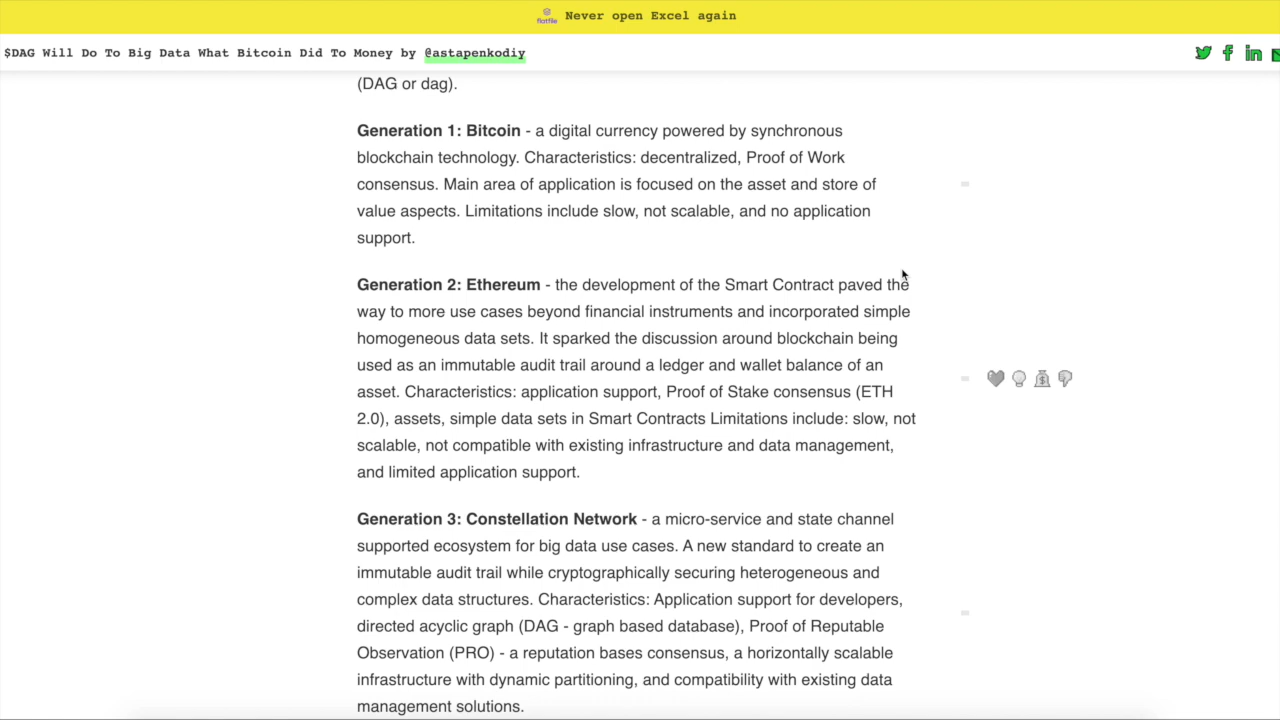 flatfile Never open Excel again
$DAG Will Do To Big Data What Bitcoin Did To Money by @astapenkodiy
(DAG or dag).
Generation 1: Bitcoin - a digital currency powered by synchronous
blockchain technology. Characteristics: decentralized, Proof of Work
consensus. Main area of application is focused on the asset and store of
value aspects. Limitations include slow, not scalable, and no application
support.
Generation 2: Ethereum - the development of the Smart Contract paved the
way to more use cases beyond financial instruments and incorporated simple
homogeneous data sets. It sparked the discussion around blockchain being
used as an immutable audit trail around a ledger and wallet balance of an
asset. Characteristics: application support, Proof of Stake consensus (ETH
2.0), assets, simple data sets in Smart Contracts Limitations include: slow, not
scalable, not compatible with existing infrastructure and data management,
and limited application support.
Generation 3: Constellation Network - a micro-service and state channel
supported ecosystem for big data use cases. A new standard to create an
immutable audit trail while cryptographically securing heterogeneous and
complex data structures. Characteristics: Application support for developers,
directed acyclic graph (DAG - graph based database), Proof of Reputable
Observation (PRO) - a reputation bases consensus, a horizontally scalable
infrastructure with dynamic partitioning, and compatibility with existing data
management solutions.